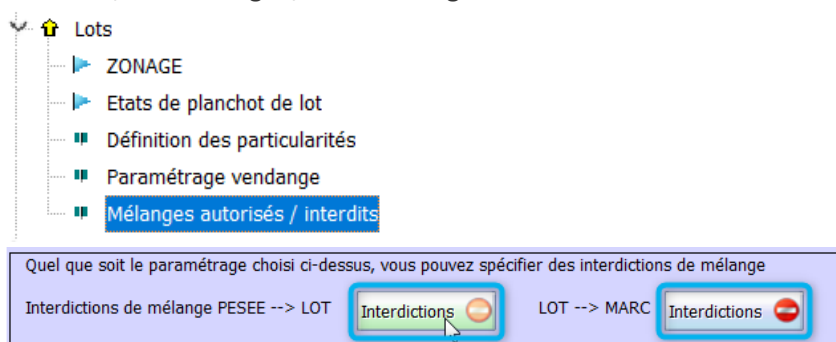 Lots
ZONAGE
Etats de planchot de lot
Définition des particularités
Paramétrage vendange
Mélanges autorisés / interdits
Quel que soit le paramétrage choisi ci-dessus, vous pouvez spécifier des interdictions de mélange
Interdictions de mélange PESEE --> LOT Interdictions LOT --> MARC Interdictions